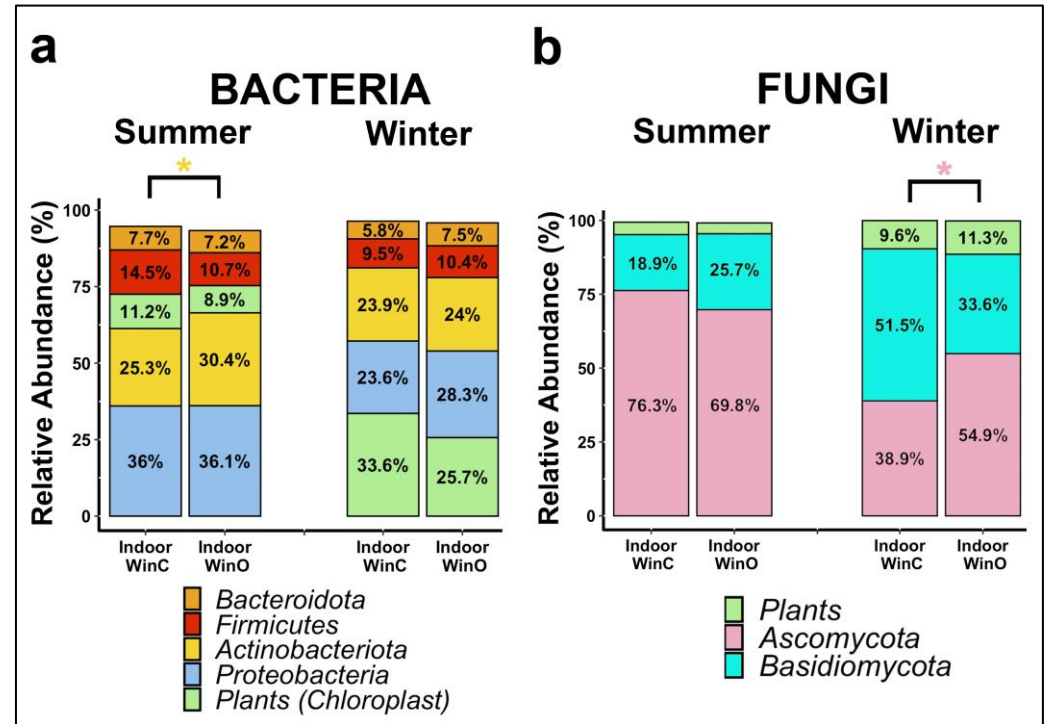 a
BACTERIA
Summer
Winter
*
Relative Abundance (%)
100
75
50
25
0
7.7%
14.5%
11.2%
25.3%
36%
7.2%
10.7%
8.9%
30.4%
36.1%
5.8%
9.5%
23.9%
23.6%
33.6%
7.5%
10.4%
24%
28.3%
25.7%
Indoor
WinC
Indoor
WinO
Indoor
WinC
Indoor
WinO
Bacteroidota
Firmicutes
Actinobacteriota
Proteobacteria
Plants (Chloroplast)
b
FUNGI
Summer
Winter
*
Relative Abundance (%)
100
75
50
25
0
18.9%
76.3%
25.7%
69.8%
9.6%
51.5%
38.9%
11.3%
33.6%
54.9%
Indoor
WinC
Indoor
WinO
Indoor
WinC
Indoor
WinO
Plants
Ascomycota
Basidiomycota